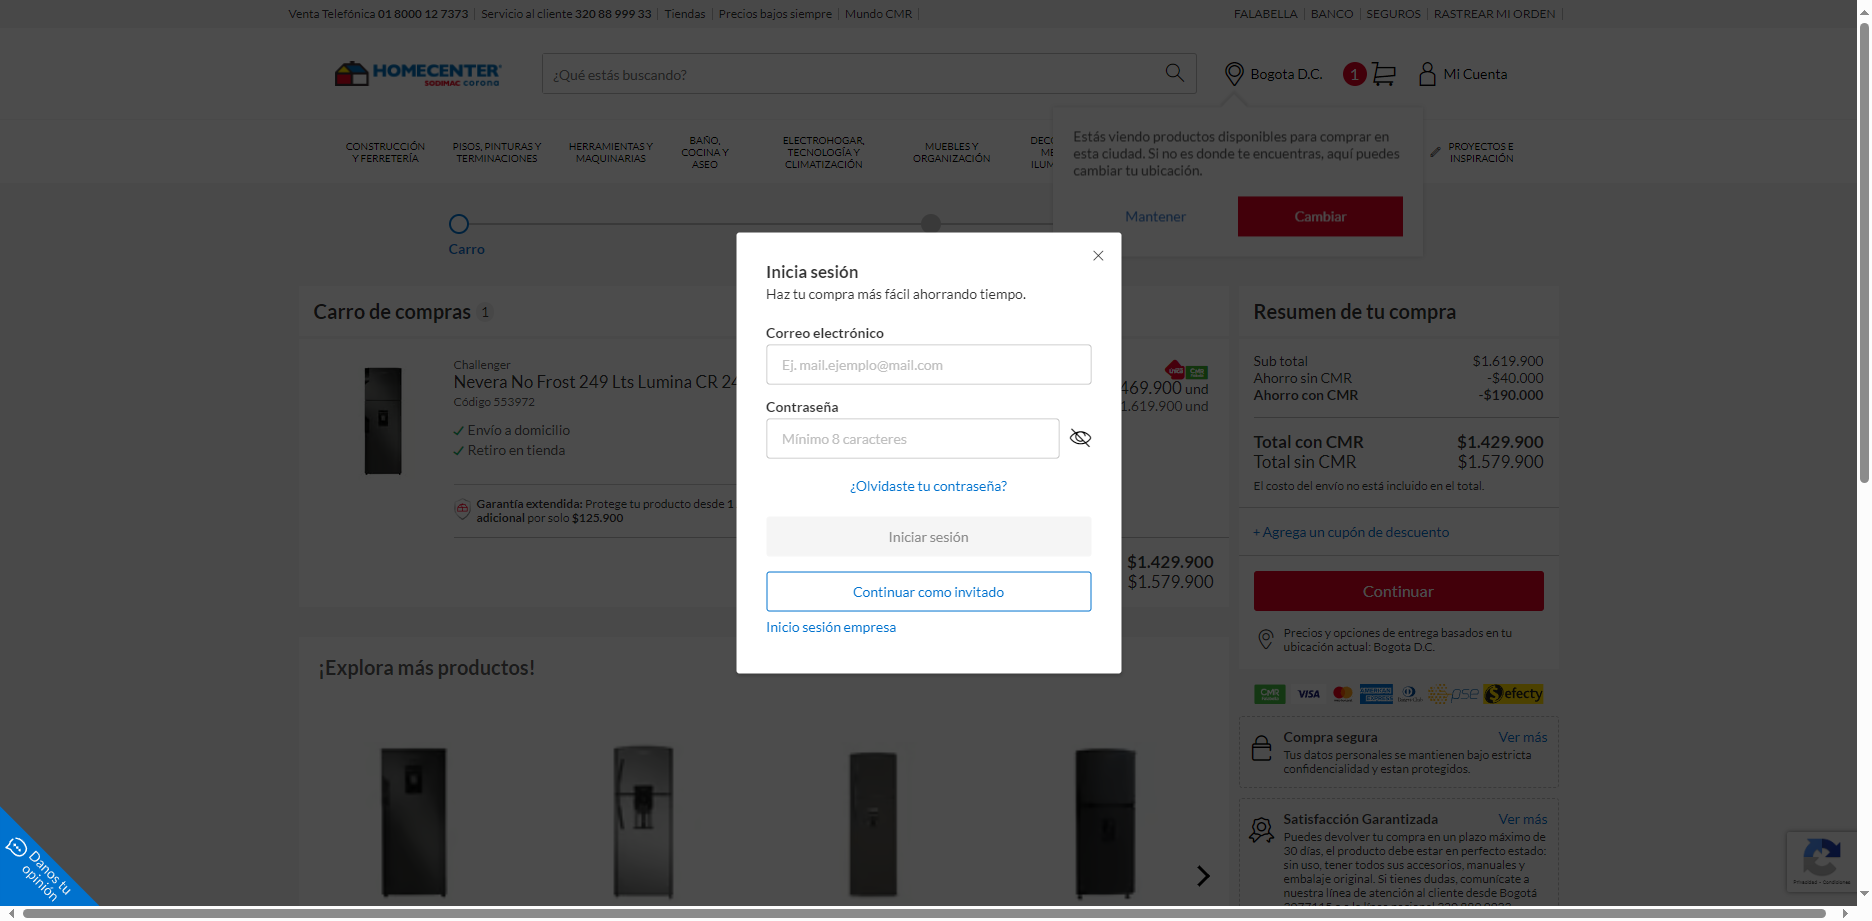 Venta Telefónica 01 8000 12 7373 Servicio al cliente 320 88 999 33 Tiendas Precios bajos siempre Mundo CMR FALABELLA BANCO SEGUROS RASTREAR MI ORDEN
HOMECENTER
SODIMAC corona
¿Qué estás buscando?
Bogota D.C.
1
Mi Cuenta
CONSTRUCCIÓN
Y FERRETERÍA
PISOS, PINTURAS Y
TERMINACIONES
HERRAMIENTAS Y
MAQUINARIAS
BAÑO,
COCINA Y
ASEO
ELECTROHOGAR,
TECNOLOGÍA Y
CLIMATIZACIÓN
MUEBLES Y
ORGANIZACIÓN
DECO
ME
ILUM
PROYECTOS E
INSPIRACIÓN
Estás viendo productos disponibles para comprar en
esta ciudad. Si no es donde te encuentras, aquí puedes
cambiar tu ubicación.
Mantener
Cambiar
Carro
Inicia sesión
Haz tu compra más fácil ahorrando tiempo.
Correo electrónico
Ej. mail.ejemplo@mail.com
Contraseña
Mínimo 8 caracteres
¿Olvidaste tu contraseña?
Iniciar sesión
Continuar como invitado
Inicio sesión empresa
Carro de compras 1
Challenger
Nevera No Frost 249 Lts Lumina CR 24
Código 553972
Envío a domicilio
Retiro en tienda
Garantía extendida: Protege tu producto desde 1
adicional por solo $125.900
469.900 und
1.619.900 und
$1.429.900
$1.579.900
¡Explora más productos!
Resumen de tu compra
Sub total $1.619.900
Ahorro sin CMR -$40.000
Ahorro con CMR -$190.000
Total con CMR $1.429.900
Total sin CMR $1.579.900
El costo del envío no está incluido en el total.
+ Agrega un cupón de descuento
Continuar
Precios y opciones de entrega basados en tu
ubicación actual: Bogota D.C.
CMR VISA AMERICAN EXPRESS pse $efecty
Compra segura Ver más
Tus datos personales se mantienen bajo estricta
confidencialidad y estan protegidos.
Satisfacción Garantizada Ver más
Puedes devolver tu compra en un plazo máximo de
30 días, el producto debe estar en perfecto estado:
sin uso, tener todos sus accesorios, manuales y
embalaje original. Si tienes dudas, comunícate a
nuestra línea de atención al cliente desde Bogotá
Danos tu
opinión
Privacidad - Condiciones